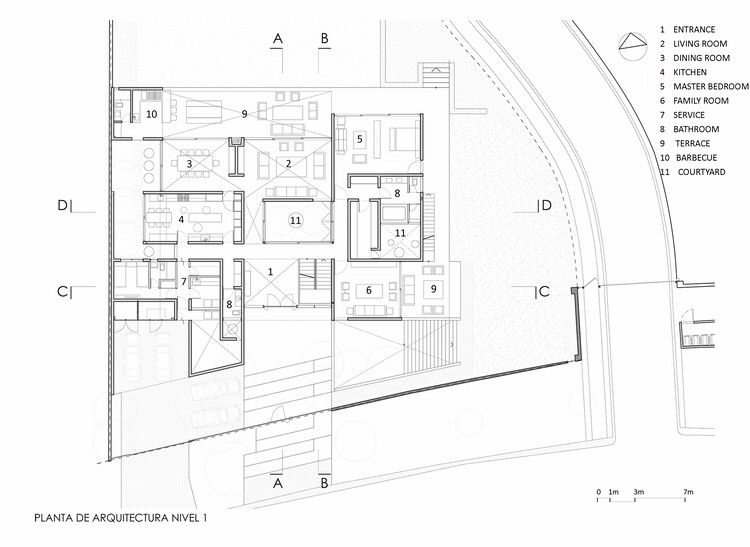 A B
1 ENTRANCE
2 LIVING ROOM
3 DINING ROOM
4 KITCHEN
5 MASTER BEDROOM
6 FAMILY ROOM
7 SERVICE
8 BATHROOM
9 TERRACE
10 BARBECUE
11 COURTYARD
10 9
5
3 2
8
D D
4 11
11
1
7
C C
6 9
8
A B
0 1m 3m 7m
PLANTA DE ARQUITECTURA NIVEL 1